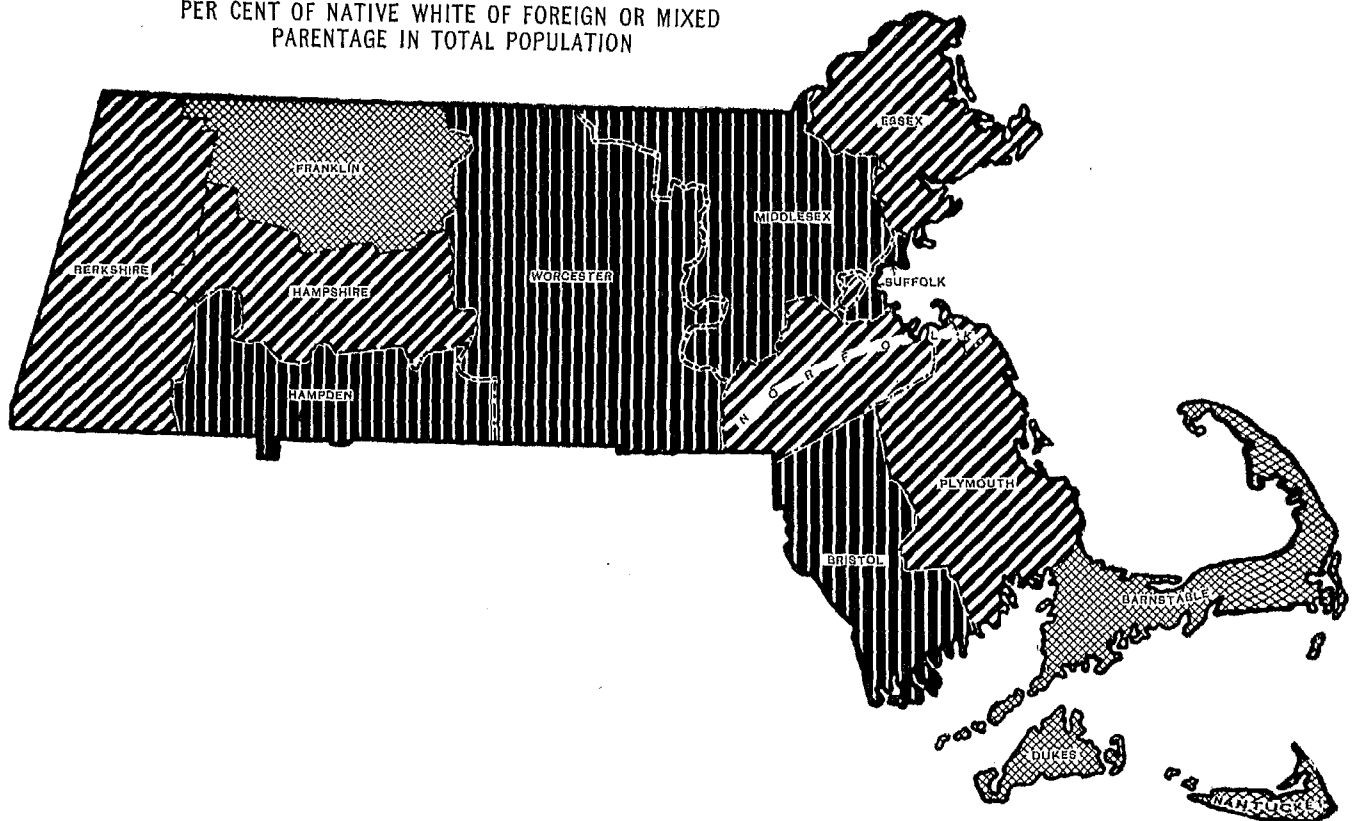 PER CENT OF NATIVE WHITE OF FOREIGN OR MIXED
PARENTAGE IN TOTAL POPULATION
ESSEX
FRANKLIN
MIDDLESEX
BERKSHIRE
WORCESTER
SUFFOLK
HAMPSHIRE
NORFOLK
HAMPDEN
PLYMOUTH
BRISTOL
BARNSTABLE
DUKES
NANTUCKET